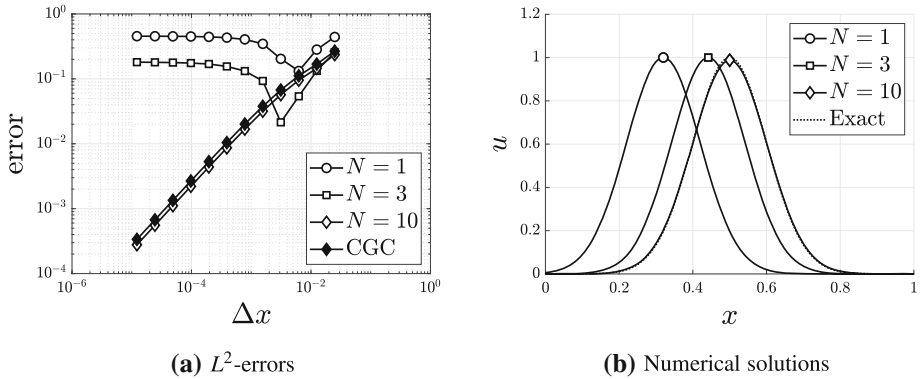 10^0
10^-1
10^-2
10^-3
10^-4
error
N = 1
N = 3
N = 10
CGC
10^-6
10^-4
10^-2
10^0
Δx
(a) L^2-errors
1.2
1
0.8
0.6
0.4
0.2
0
u
N = 1
N = 3
N = 10
Exact
0
0.2
0.4
0.6
0.8
1
x
(b) Numerical solutions